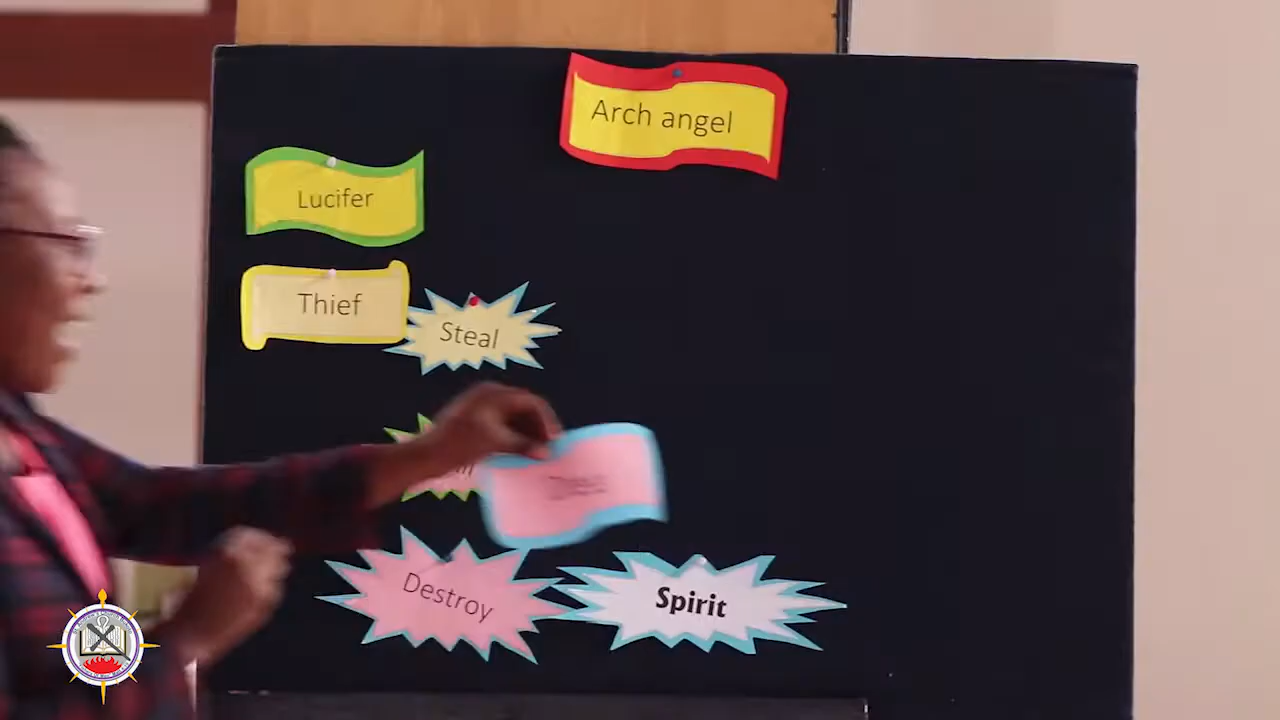 Arch angel
Lucifer
Thief
Steal
Destroy
Spirit